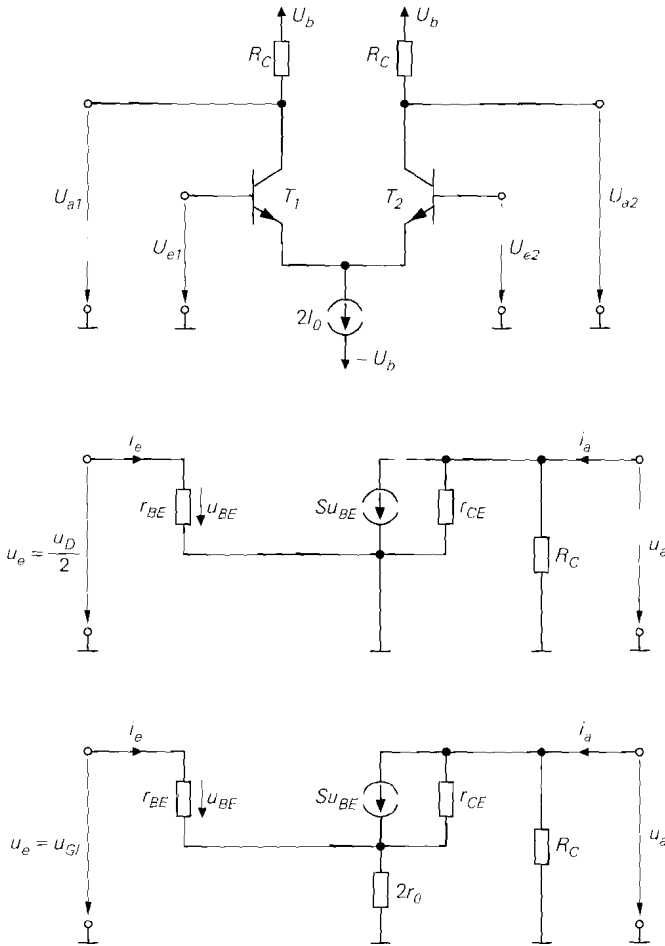 U_b U_b
R_C R_C
U_a1 T_1 T_2 U_a2
U_e1 U_e2
2I_0
− U_b
i_e i_a
r_BE u_BE Su_BE r_CE
u_e = u_D/2 R_C u_a
i_e i_a
r_BE u_BE Su_BE r_CE
u_e = u_Gl R_C u_a
2r_0